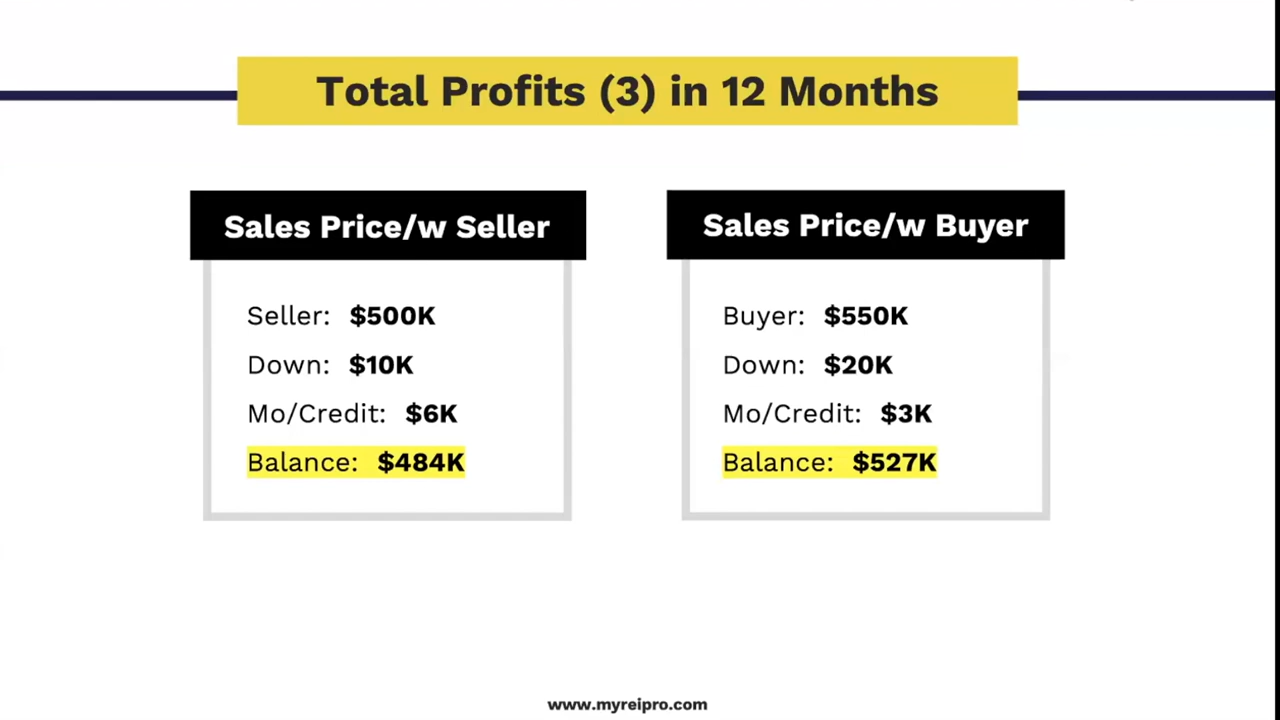 Total Profits (3) in 12 Months
Sales Price/w Seller
Seller: $500K
Down: $10K
Mo/Credit: $6K
Balance: $484K
Sales Price/w Buyer
Buyer: $550K
Down: $20K
Mo/Credit: $3K
Balance: $527K
www.myreipro.com